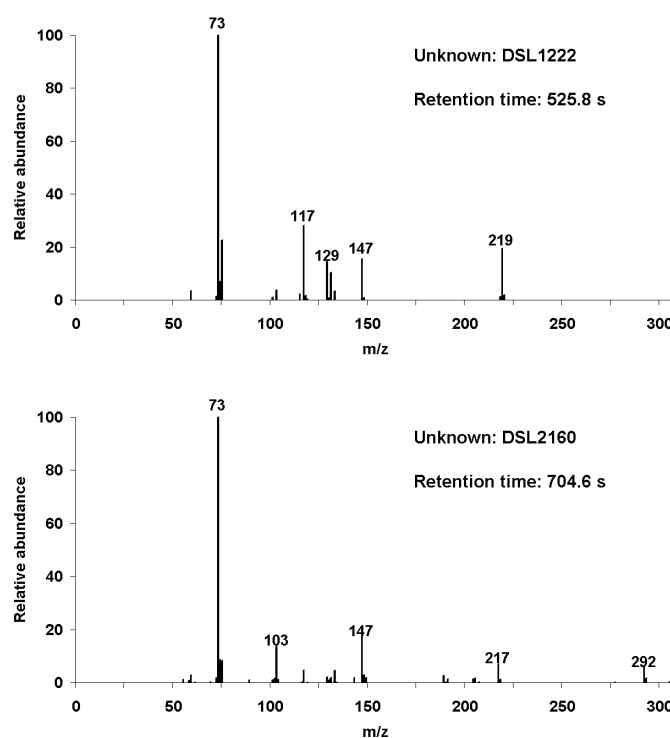 73
100
Unknown: DSL1222
80
Retention time: 525.8 s
Relative abundance
60
40
117
20
129
147
219
0
0 50 100 150 200 250 300
m/z
73
100
Unknown: DSL2160
80
Retention time: 704.6 s
Relative abundance
60
40
20
103
147
217
292
0
0 50 100 150 200 250 300
m/z